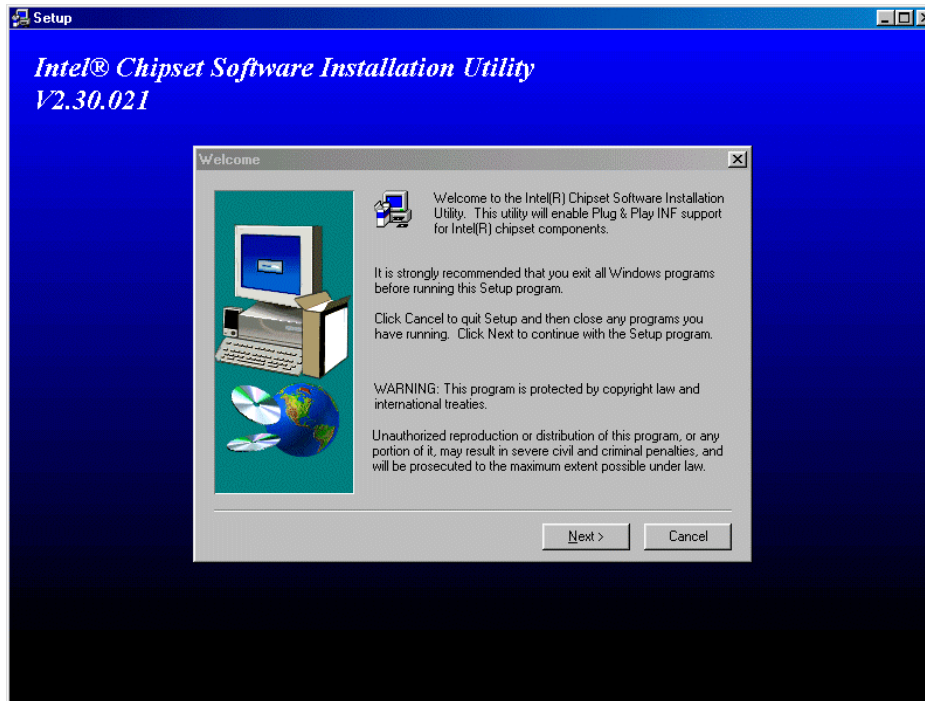 Setup
Intel® Chipset Software Installation Utility
V2.30.021
Welcome
Welcome to the Intel(R) Chipset Software Installation
Utility. This utility will enable Plug & Play INF support
for Intel(R) chipset components.
It is strongly recommended that you exit all Windows programs
before running this Setup program.
Click Cancel to quit Setup and then close any programs you
have running. Click Next to continue with the Setup program.
WARNING: This program is protected by copyright law and
international treaties.
Unauthorized reproduction or distribution of this program, or any
portion of it, may result in severe civil and criminal penalties, and
will be prosecuted to the maximum extent possible under law.
Next >
Cancel